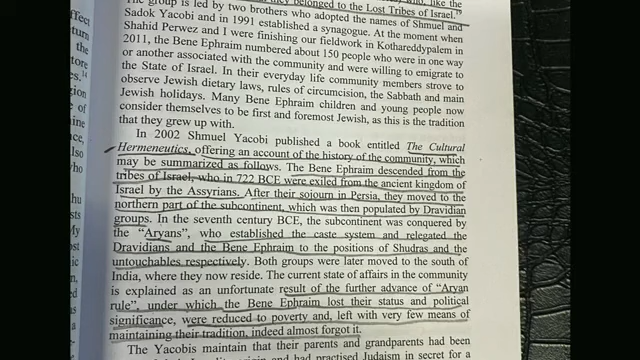 they belonged to the Lost Tribes of Israel.
The group is led by two brothers who adopted the names of Shmuel and
Sadok Yacobi and in 1991 established a synagogue. At the moment when
Shahid Perwez and I were finishing our fieldwork in Kothareddypalem in
2011, the Bene Ephraim numbered about 150 people who were in one way
or another associated with the community and were willing to emigrate to
the State of Israel. In their everyday life community members strove to
observe Jewish dietary laws, rules of circumcision, the Sabbath and main
Jewish holidays. Many Bene Ephraim children and young people now
consider themselves to be first and foremost Jewish, as this is the tradition
that they grew up with.
In 2002 Shmuel Yacobi published a book entitled The Cultural
Hermeneutics, offering an account of the history of the community, which
may be summarized as follows. The Bene Ephraim descended from the
tribes of Israel, who in 722 BCE were exiled from the ancient kingdom of
Israel by the Assyrians. After their sojourn in Persia, they moved to the
northern part of the subcontinent, which was then populated by Dravidian
groups. In the seventh century BCE, the subcontinent was conquered by
the “Aryans”, who established the caste system and relegated the
Dravidians and the Bene Ephraim to the positions of Shudras and the
untouchables respectively. Both groups were later moved to the south of
India, where they now reside. The current state of affairs in the community
is explained as an unfortunate result of the further advance of “Aryan
rule”, under which the Bene Ephraim lost their status and political
significance, were reduced to poverty and, left with very few means of
maintaining their tradition, indeed almost forgot it.
The Yacobis maintain that their parents and grandparents had been
and had practised Judaism in secret for a